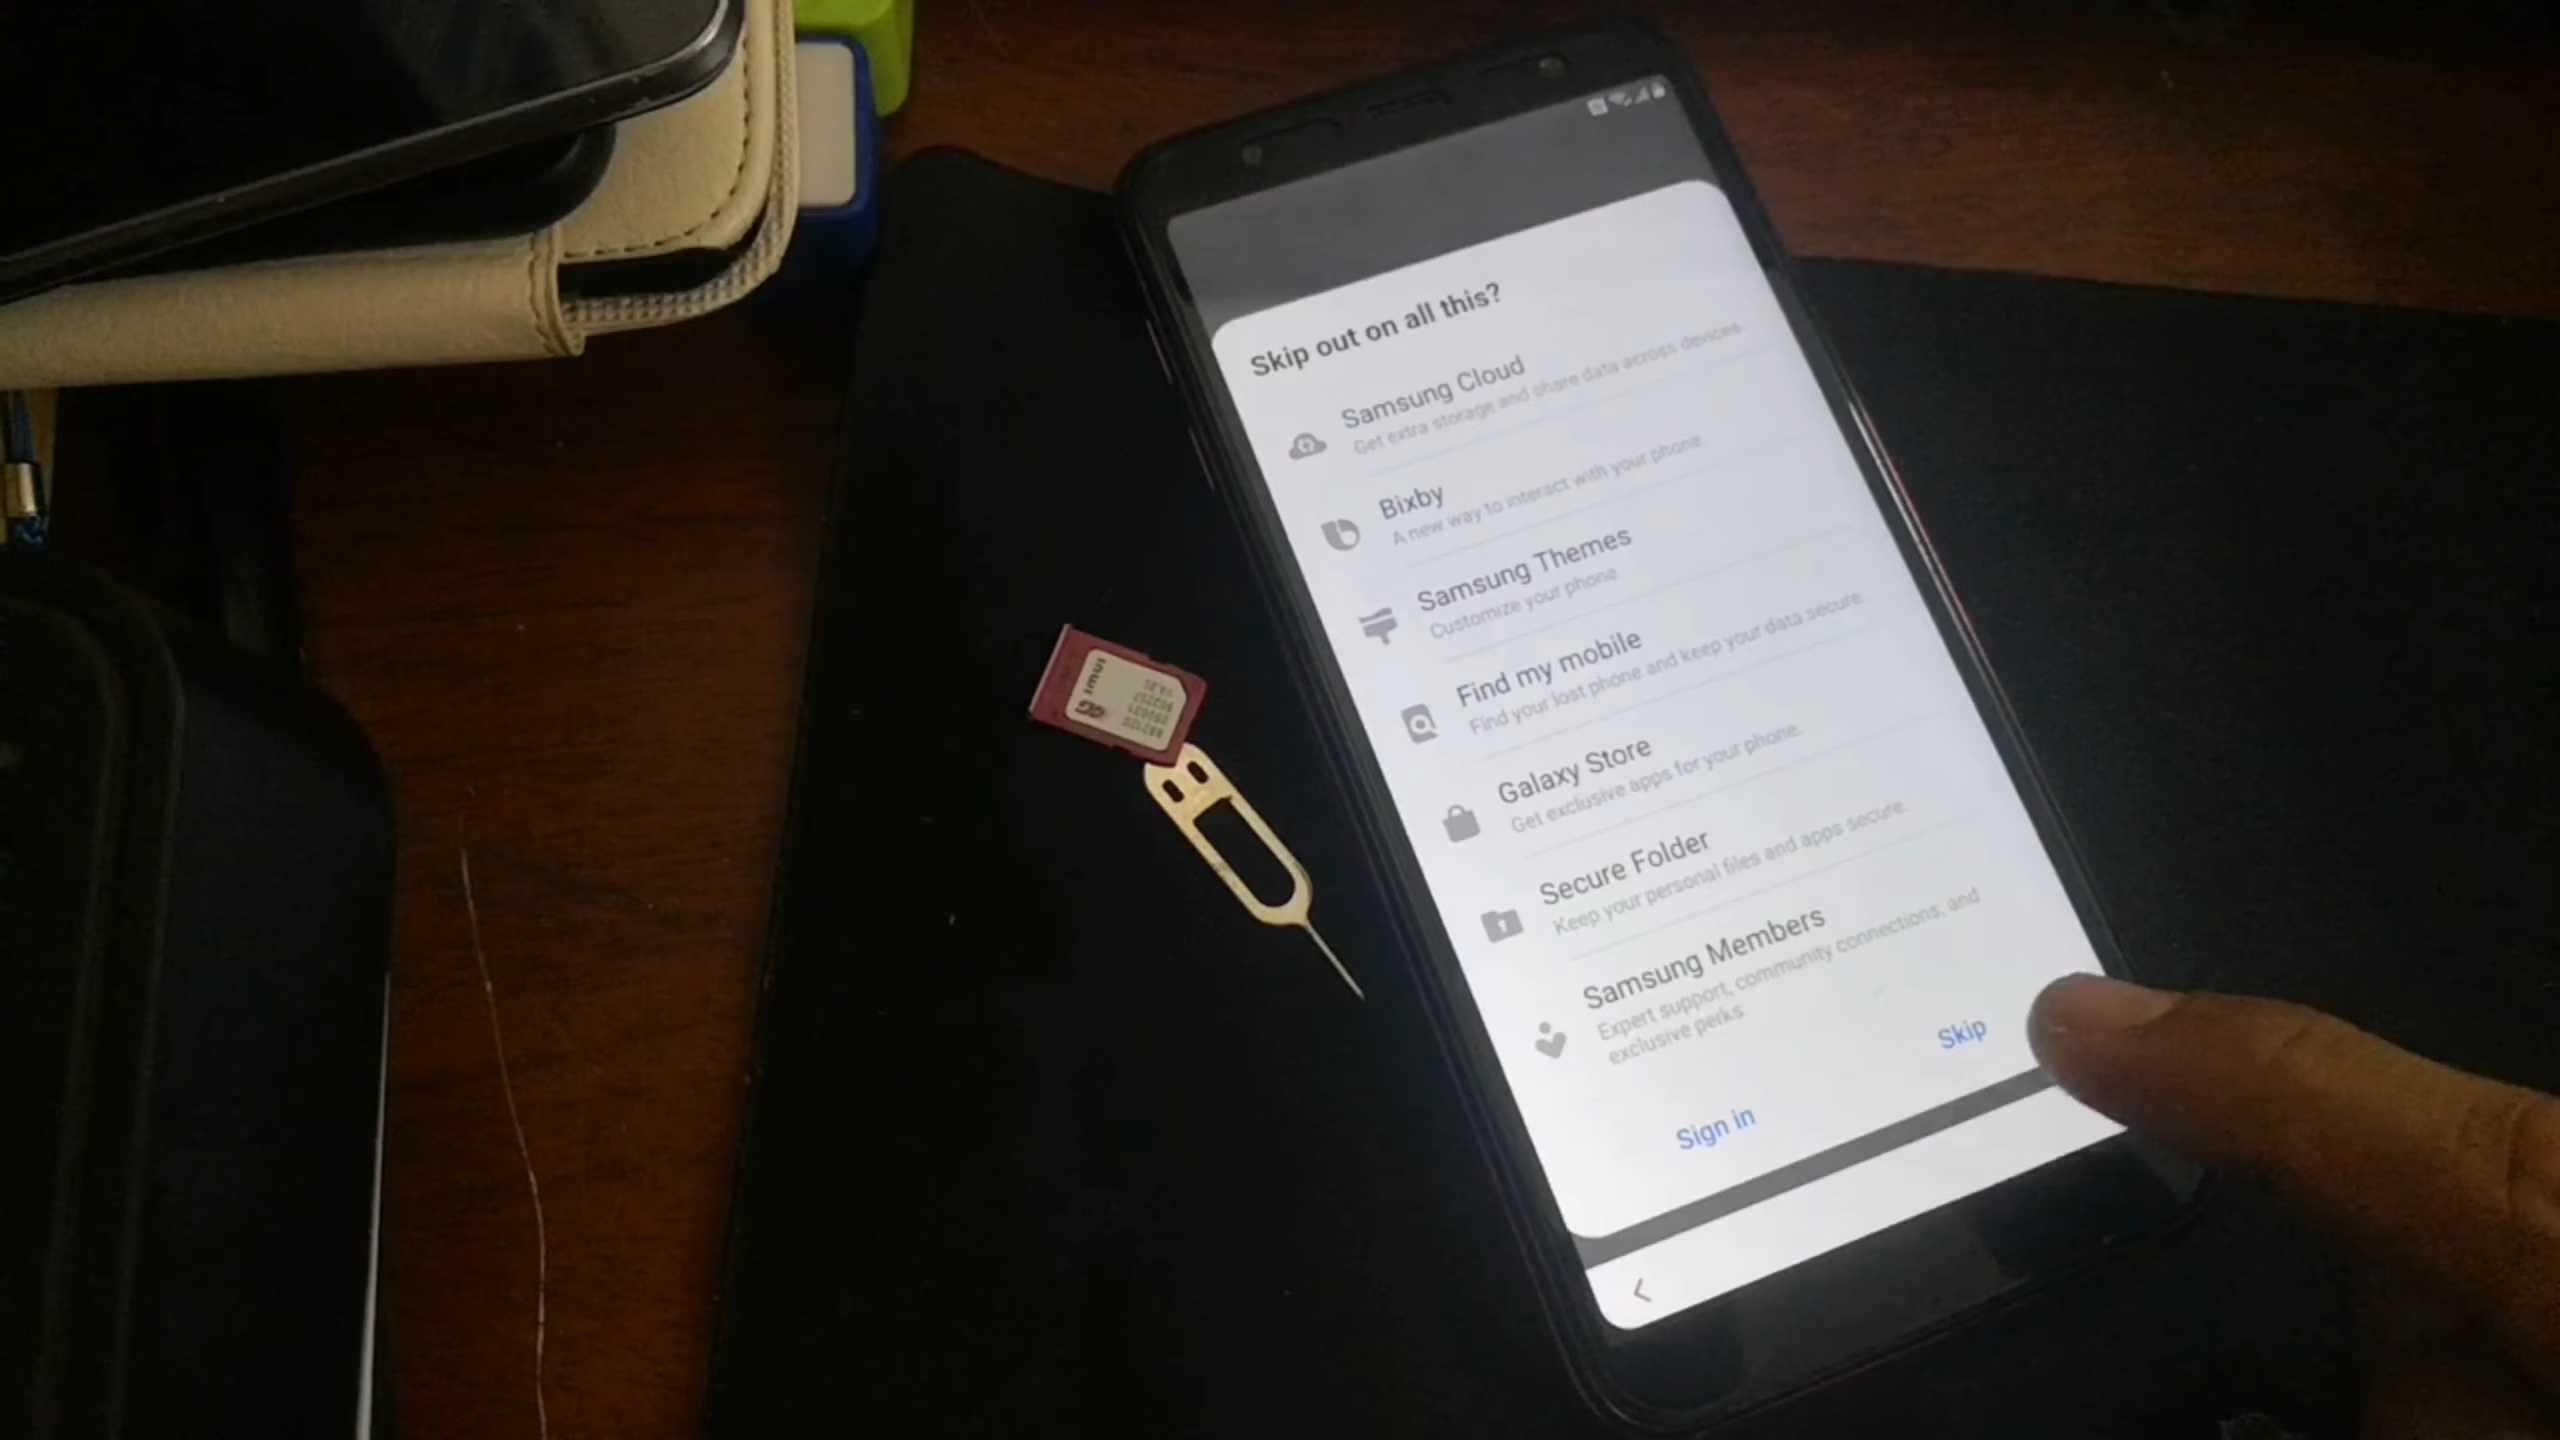 Skip out on all this?
Samsung Cloud
Get extra storage and share data across devices
Bixby
A new way to interact with your phone.
Samsung Themes
Customize your phone.
Find my mobile
Find your lost phone and keep your data secure.
Galaxy Store
Get exclusive apps for your phone.
Secure Folder
Keep your personal files and apps secure.
Samsung Members
Expert support, community connections, and
exclusive perks.
Skip
Sign in
inwi